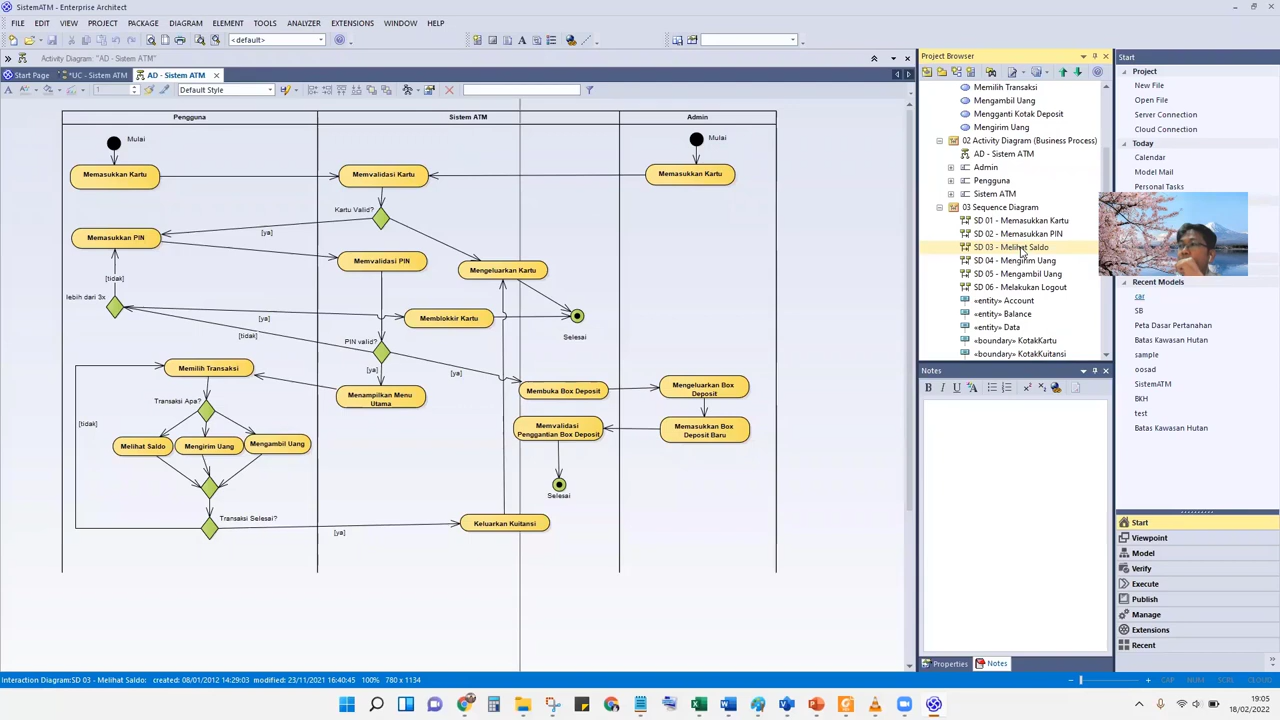 SistemATM - Enterprise Architect
FILE EDIT VIEW PROJECT PACKAGE DIAGRAM ELEMENT TOOLS ANALYZER EXTENSIONS WINDOW HELP
<default>
Activity Diagram: "AD - Sistem ATM"
Start Page
*UC - Sistem ATM
AD - Sistem ATM
1
Default Style
Pengguna
Sistem ATM
Admin
Mulai
Mulai
Memasukkan Kartu
Memvalidasi Kartu
Memasukkan Kartu
Kartu Valid?
[ya]
Memasukkan PIN
Memvalidasi PIN
Mengeluarkan Kartu
[tidak]
lebih dari 3x
[ya]
Memblokkir Kartu
Selesai
[tidak]
PIN valid?
[ya]
[ya]
Memilih Transaksi
Menampilkan Menu
Utama
Membuka Box Deposit
Mengeluarkan Box
Deposit
Transaksi Apa?
[tidak]
Melihat Saldo
Mengirim Uang
Mengambil Uang
Memvalidasi
Penggantian Box Deposit
Memasukkan Box
Deposit Baru
Selesai
Transaksi Selesai?
[ya]
Keluarkan Kuitansi
Project Browser
Memilih Transaksi
Mengambil Uang
Mengganti Kotak Deposit
Mengirim Uang
02 Activity Diagram (Business Process)
AD - Sistem ATM
Admin
Pengguna
Sistem ATM
03 Sequence Diagram
SD 01 - Memasukkan Kartu
SD 02 - Memasukkan PIN
SD 03 - Melihat Saldo
SD 04 - Mengirim Uang
SD 05 - Mengambil Uang
SD 06 - Melakukan Logout
«entity» Account
«entity» Balance
«entity» Data
«boundary» KotakKartu
«boundary» KotakKuitansi
Notes
B I U A
Properties
Notes
Start
Project
New File
Open File
Server Connection
Cloud Connection
Today
Calendar
Model Mail
Personal Tasks
Recent Models
car
SB
Peta Dasar Pertanahan
Batas Kawasan Hutan
sample
oosad
SistemATM
BKH
test
Batas Kawasan Hutan
Start
Viewpoint
Model
Verify
Execute
Publish
Manage
Extensions
Recent
Interaction Diagram:SD 03 - Melihat Saldo: created: 08/01/2012 14:29:03 modified: 23/11/2021 16:40:45 100% 780 x 1134
CAP NUM SCRL CLOUD
19:05
18/02/2022